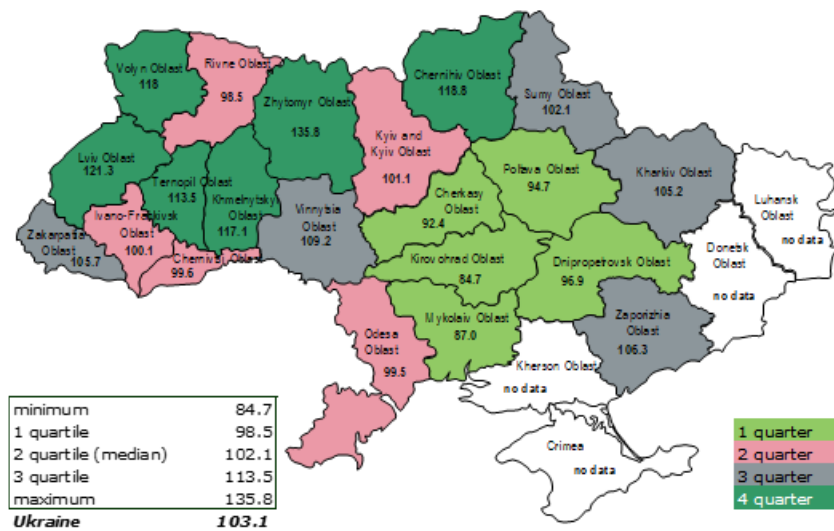 Volyn Oblast
118
Rivne Oblast
98.5
Zhytomyr Oblast
135.8
Kyiv and
Kyiv Oblast
101.1
Chernihiv Oblast
118.8
Sumy Oblast
102.1
Lviv Oblast
121.3
Ternopil Oblast
113.5
Khmelnytskyi
Oblast
117.1
Vinnytsia
Oblast
109.2
Cherkasy
Oblast
92.4
Poltava Oblast
94.7
Kharkiv Oblast
105.2
Luhansk
Oblast
no data
Donetsk
Oblast
no data
Zakarpattia
Oblast
105.7
Ivano-Frankivsk
Oblast
100.1
Chernivtsi Oblast
99.6
Kirovohrad Oblast
84.7
Dnipropetrovsk Oblast
96.9
Odesa
Oblast
99.5
Mykolaiv Oblast
87.0
Zaporizhia
Oblast
106.3
Kherson Oblast
no data
Crimea
no data
minimum 84.7
1 quartile 98.5
2 quartile (median) 102.1
3 quartile 113.5
maximum 135.8
Ukraine 103.1
1 quarter
2 quarter
3 quarter
4 quarter